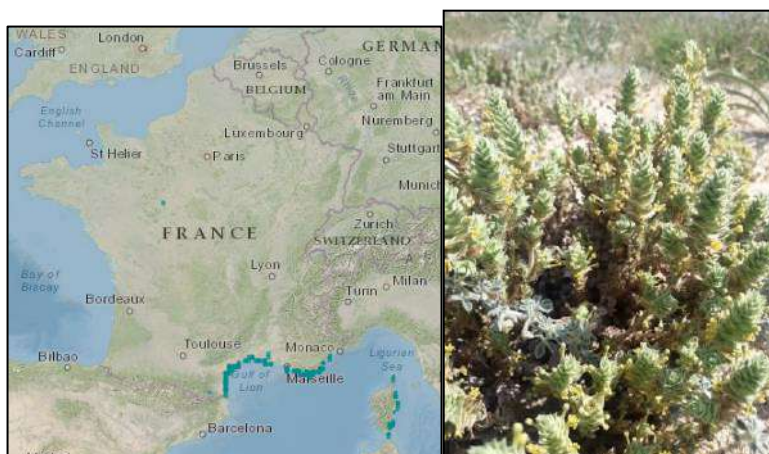 WALES
London
Cardiff
ENGLAND
GERMAN
Cologne
Brussels
BELGIUM
Rhine
Frankfurt
am Main
English
Channel
Luxembourg
Nuremberg
St Helier
Paris
Stuttgart
Munich
FRANCE
Zurich
SWITZERLAND
Bay of
Biscay
Lyon
Milan
Turin
Bordeaux
Toulouse
Monaco
Ligurian
Sea
Bilbao
Gulf of
Lion
Marseille
Barcelona